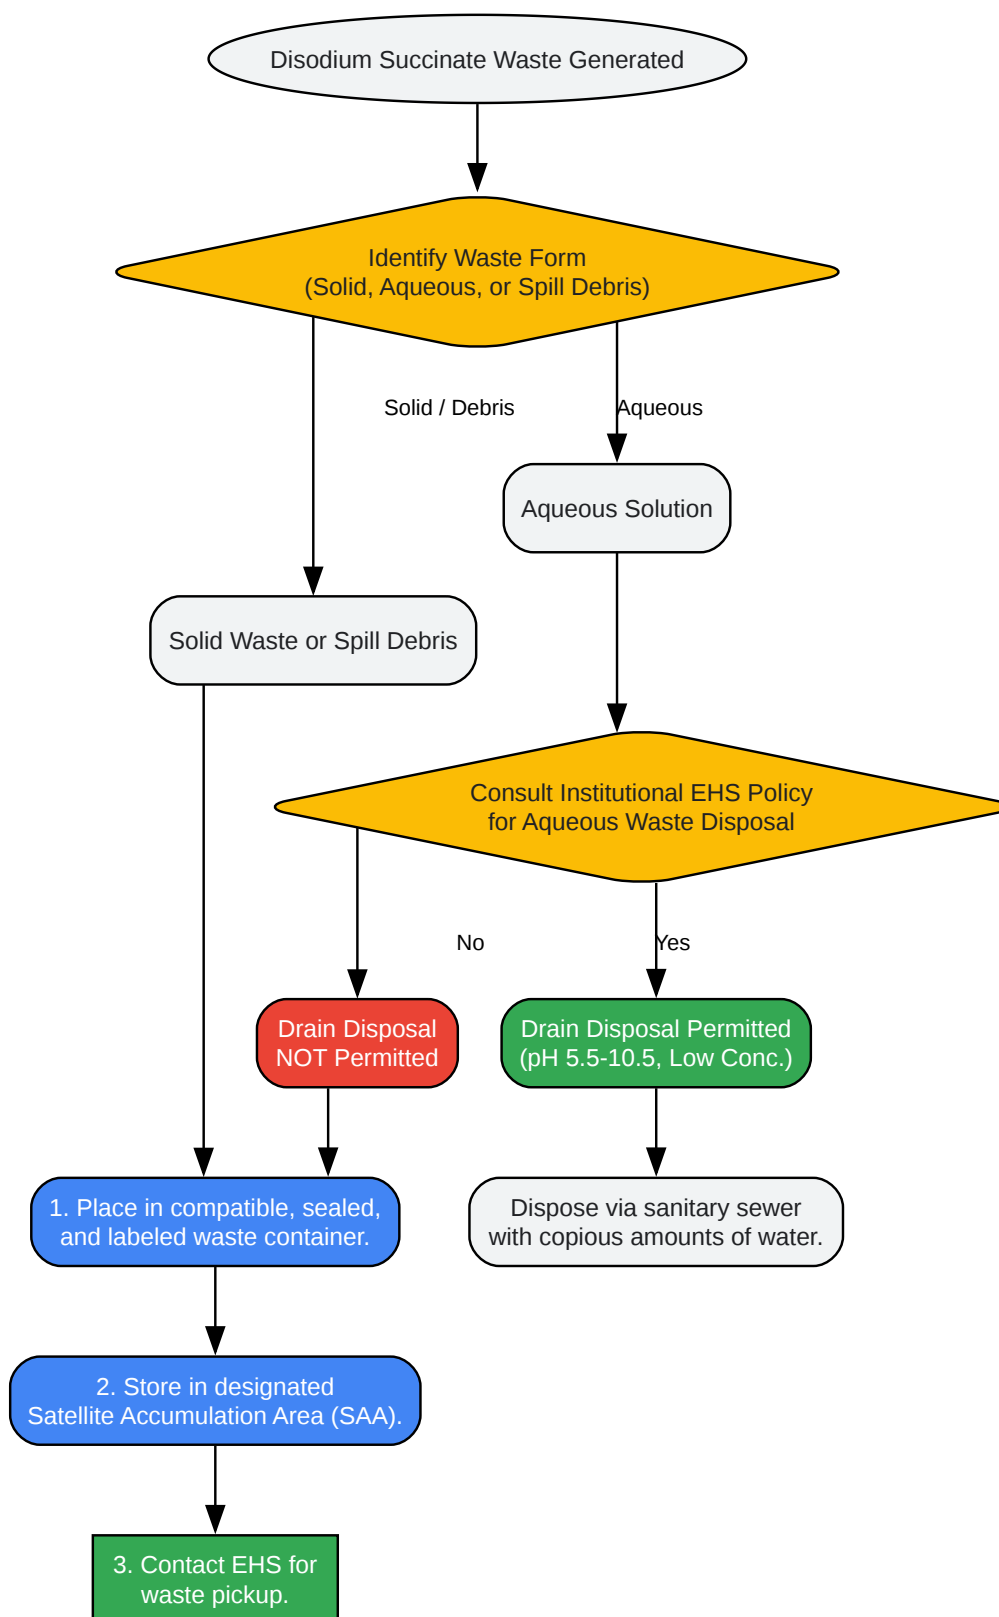 Disodium Succinate Waste Generated
Identify Waste Form
(Solid, Aqueous, or Spill Debris)
Solid / Debris
Aqueous
Aqueous Solution
Solid Waste or Spill Debris
Consult Institutional EHS Policy
for Aqueous Waste Disposal
No
Yes
Drain Disposal
NOT Permitted
Drain Disposal Permitted
(pH 5.5-10.5, Low Conc.)
1. Place in compatible, sealed,
and labeled waste container.
Dispose via sanitary sewer
with copious amounts of water.
2. Store in designated
Satellite Accumulation Area (SAA).
3. Contact EHS for
waste pickup.